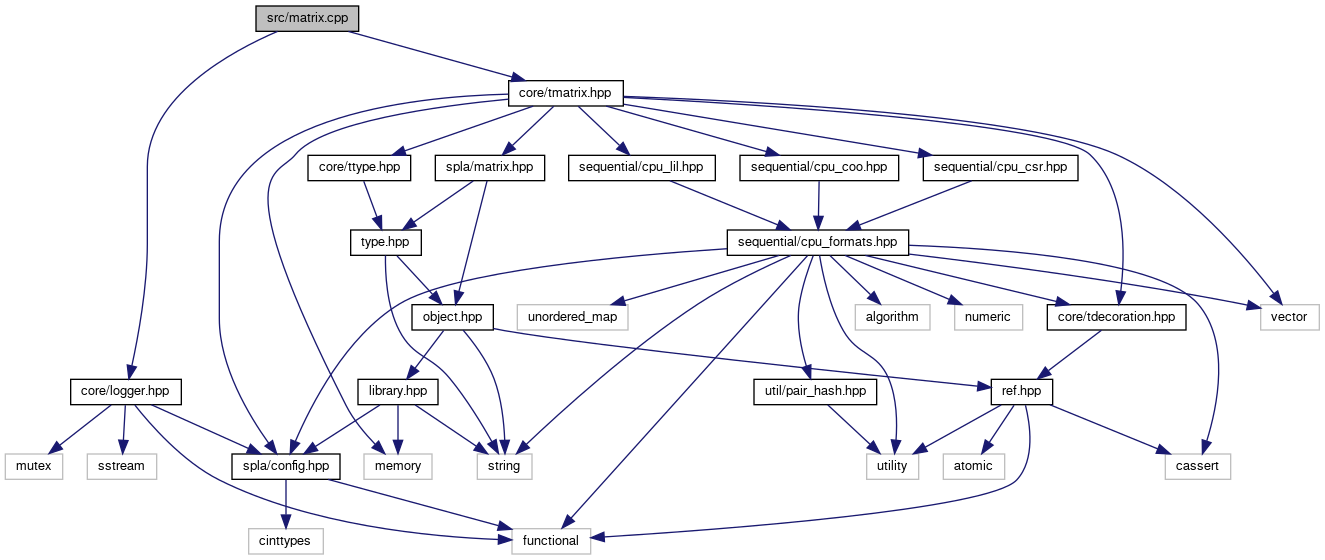 src/matrix.cpp
core/tmatrix.hpp
core/ttype.hpp
spla/matrix.hpp
sequential/cpu_lil.hpp
sequential/cpu_coo.hpp
sequential/cpu_csr.hpp
type.hpp
sequential/cpu_formats.hpp
object.hpp
unordered_map
algorithm
numeric
core/tdecoration.hpp
vector
core/logger.hpp
library.hpp
util/pair_hash.hpp
ref.hpp
mutex
sstream
spla/config.hpp
memory
string
utility
atomic
cassert
cinttypes
functional